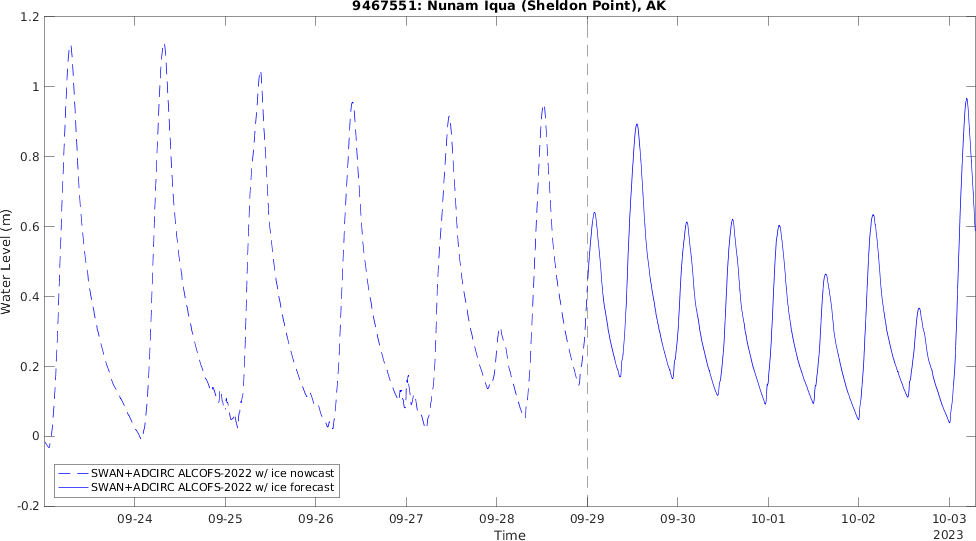 9467551: Nunam Iqua (Sheldon Point), AK
1.2
1
0.8
0.6
0.4
0.2
0
-0.2
Water Level (m)
SWAN+ADCIRC ALCOFS-2022 w/ ice nowcast
SWAN+ADCIRC ALCOFS-2022 w/ ice forecast
09-24 09-25 09-26 09-27 09-28 09-29 09-30 10-01 10-02 10-03
Time 2023